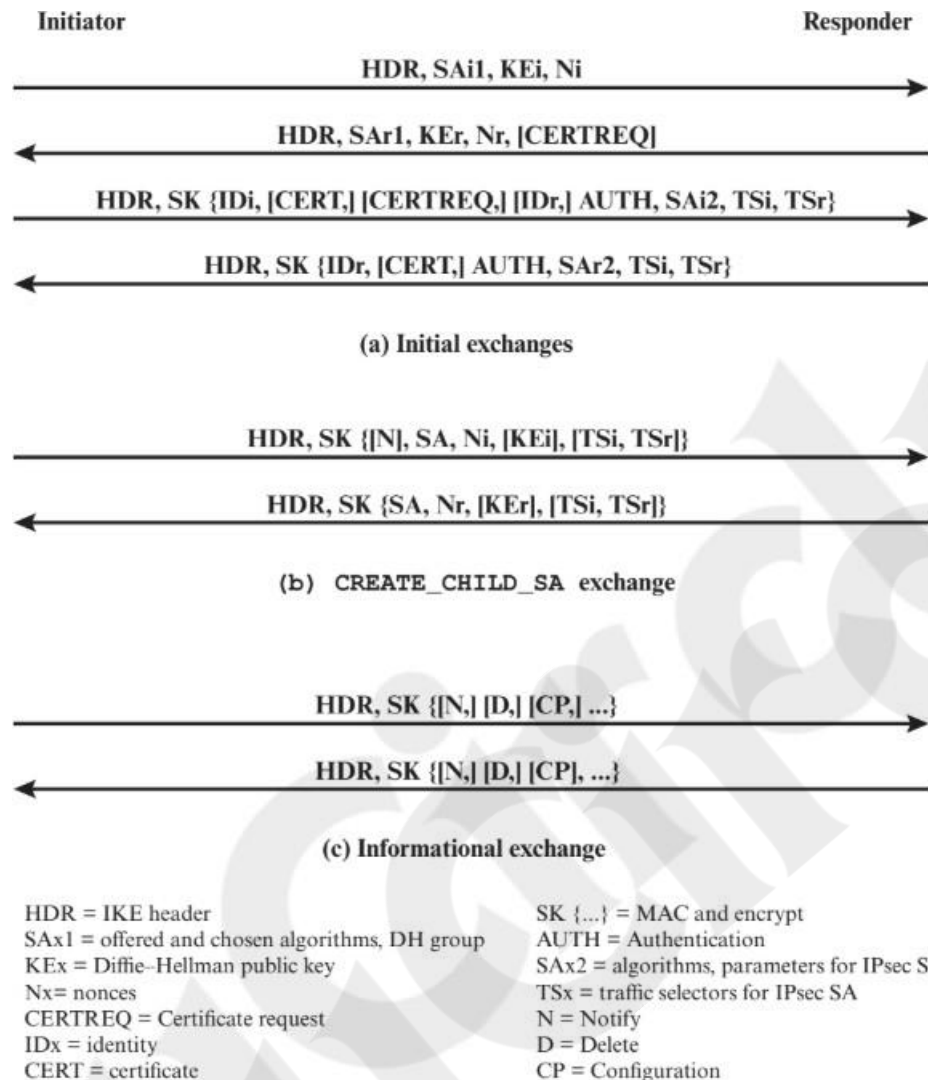 Initiator
Responder
HDR, SAi1, KEi, Ni
HDR, SAr1, KEr, Nr, [CERTREQ]
HDR, SK {IDi, [CERT,] [CERTREQ,] [IDr,] AUTH, SAi2, TSi, TSr}
HDR, SK {IDr, [CERT,] AUTH, SAr2, TSi, TSr}
(a) Initial exchanges
HDR, SK {[N], SA, Ni, [KEi], [TSi, TSr]}
HDR, SK {SA, Nr, [KEr], [TSi, TSr]}
(b) CREATE_CHILD_SA exchange
HDR, SK {[N,] [D,] [CP,] ...}
HDR, SK {[N,] [D,] [CP], ...}
(c) Informational exchange
HDR = IKE header
SAx1 = offered and chosen algorithms, DH group
KEx = Diffie–Hellman public key
Nx= nonces
CERTREQ = Certificate request
IDx = identity
CERT = certificate
SK {...} = MAC and encrypt
AUTH = Authentication
SAx2 = algorithms, parameters for IPsec S
TSx = traffic selectors for IPsec SA
N = Notify
D = Delete
CP = Configuration